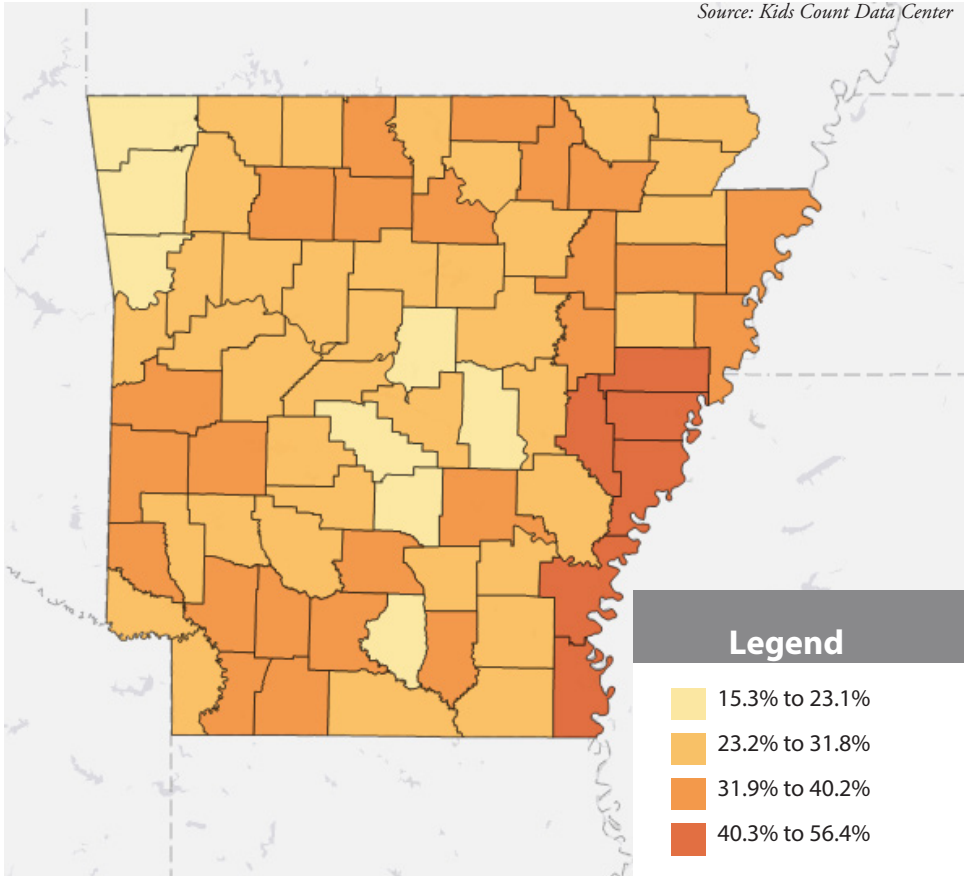 Source: Kids Count Data Center
Legend
15.3% to 23.1%
23.2% to 31.8%
31.9% to 40.2%
40.3% to 56.4%